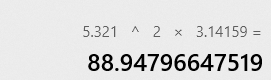 5.321 ^ 2 × 3.14159 =
88.94796647519